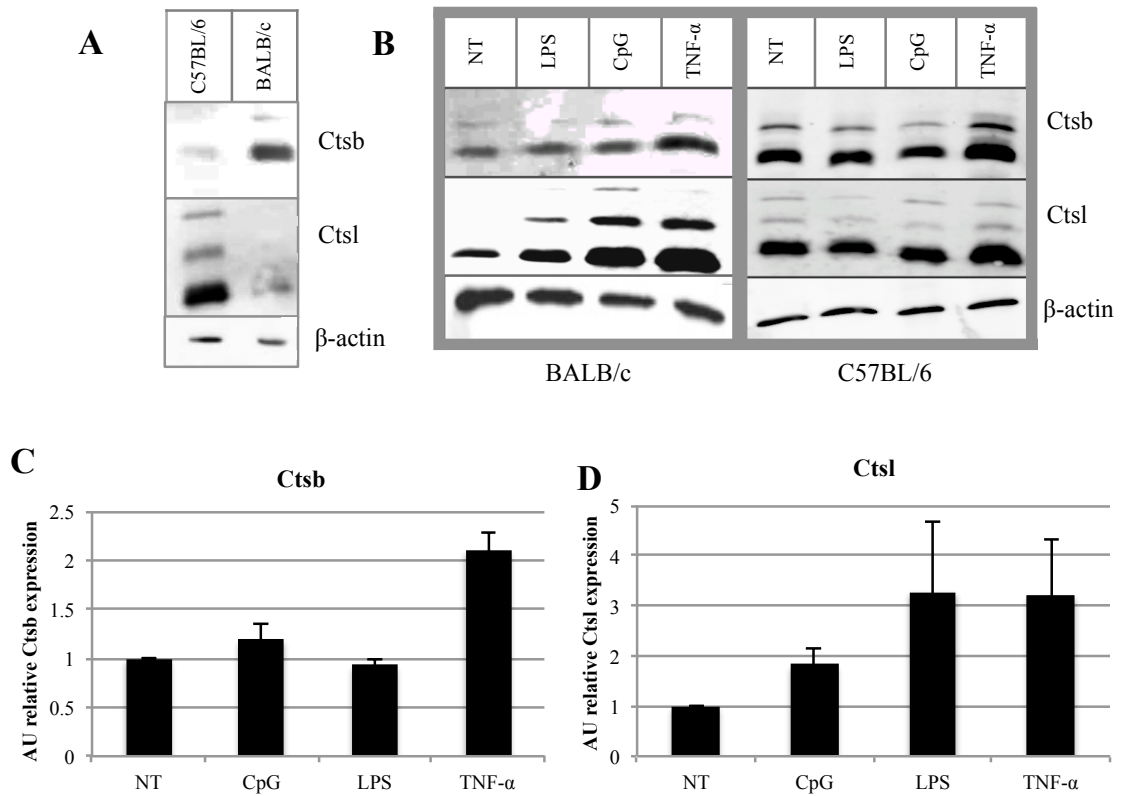 A
C57BL/6
BALB/c
Ctsb
Ctsl
β-actin
B
NT
LPS
CpG
TNF-α
NT
LPS
CpG
TNF-α
Ctsb
Ctsl
β-actin
BALB/c
C57BL/6
C
Ctsb
AU relative Ctsb expression
2.5
2
1.5
1
0.5
0
NT
CpG
LPS
TNF-α
D
Ctsl
AU relative Ctsl expression
5
4
3
2
1
0
NT
CpG
LPS
TNF-α